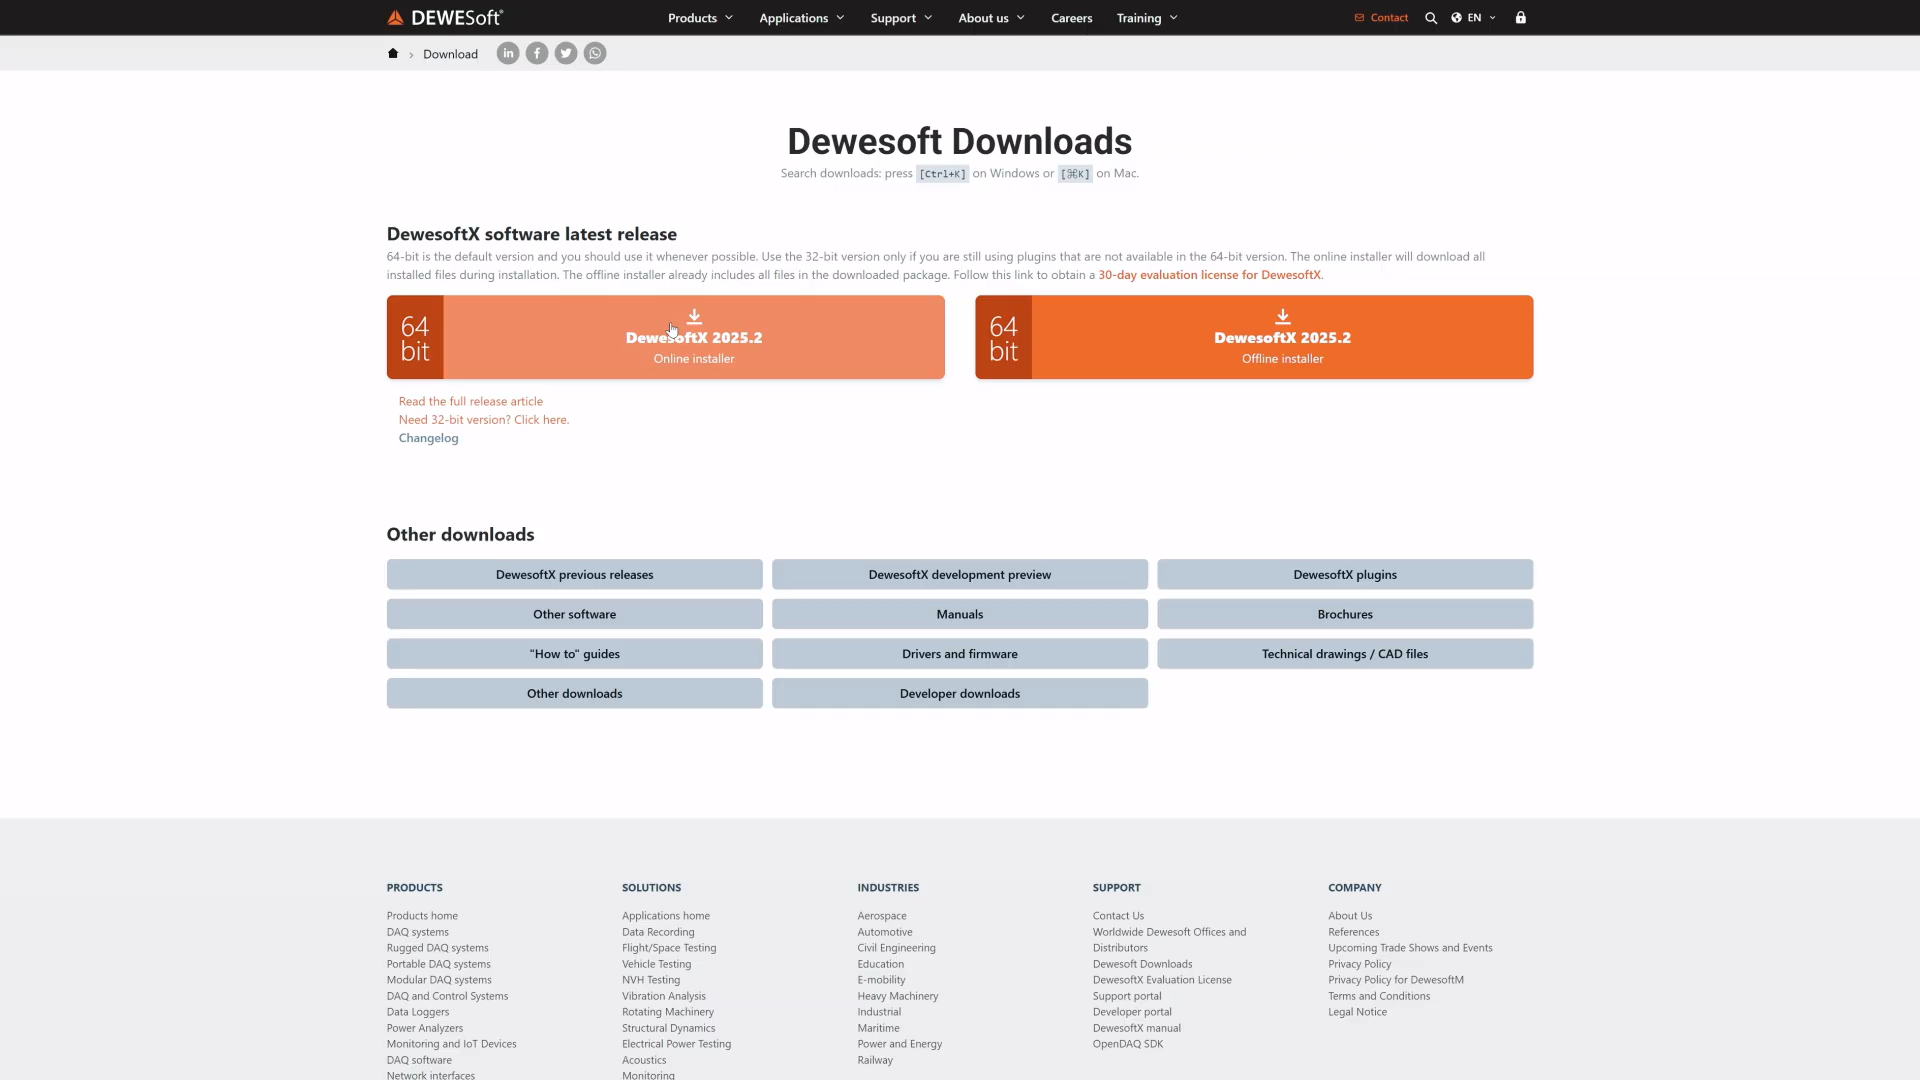 DEWESoft®
Products
Applications
Support
About us
Careers
Training
Contact
EN
Download
Dewesoft Downloads
Search downloads: press [Ctrl+K] on Windows or [⌘K] on Mac.
DewesoftX software latest release
64-bit is the default version and you should use it whenever possible. Use the 32-bit version only if you are still using plugins that are not available in the 64-bit version. The online installer will download all
installed files during installation. The offline installer already includes all files in the downloaded package. Follow this link to obtain a 30-day evaluation license for DewesoftX.
64
bit
DewesoftX 2025.2
Online installer
64
bit
DewesoftX 2025.2
Offline installer
Read the full release article
Need 32-bit version? Click here.
Changelog
Other downloads
DewesoftX previous releases
DewesoftX development preview
DewesoftX plugins
Other software
Manuals
Brochures
"How to" guides
Drivers and firmware
Technical drawings / CAD files
Other downloads
Developer downloads
PRODUCTS
Products home
DAQ systems
Rugged DAQ systems
Portable DAQ systems
Modular DAQ systems
DAQ and Control Systems
Data Loggers
Power Analyzers
Monitoring and IoT Devices
DAQ software
Network interfaces
SOLUTIONS
Applications home
Data Recording
Flight/Space Testing
Vehicle Testing
NVH Testing
Vibration Analysis
Rotating Machinery
Structural Dynamics
Electrical Power Testing
Acoustics
Monitoring
INDUSTRIES
Aerospace
Automotive
Civil Engineering
Education
E-mobility
Heavy Machinery
Industrial
Maritime
Power and Energy
Railway
SUPPORT
Contact Us
Worldwide Dewesoft Offices and
Distributors
Dewesoft Downloads
DewesoftX Evaluation License
Support portal
Developer portal
DewesoftX manual
OpenDAQ SDK
COMPANY
About Us
References
Upcoming Trade Shows and Events
Privacy Policy
Privacy Policy for DewesoftM
Terms and Conditions
Legal Notice